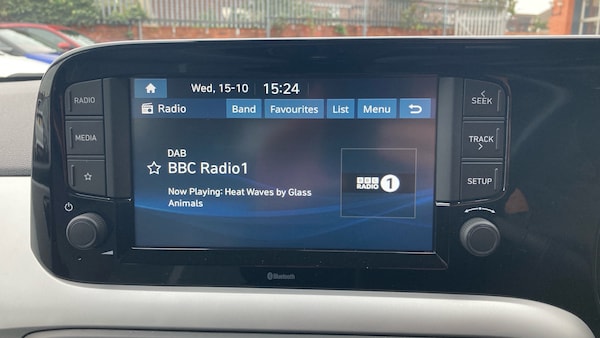 Wed, 15-10 15:24
Radio Band Favourites List Menu
RADIO
MEDIA
DAB
BBC Radio1
Now Playing: Heat Waves by Glass
Animals
BBC
RADIO 1
SEEK
TRACK
SETUP
Bluetooth